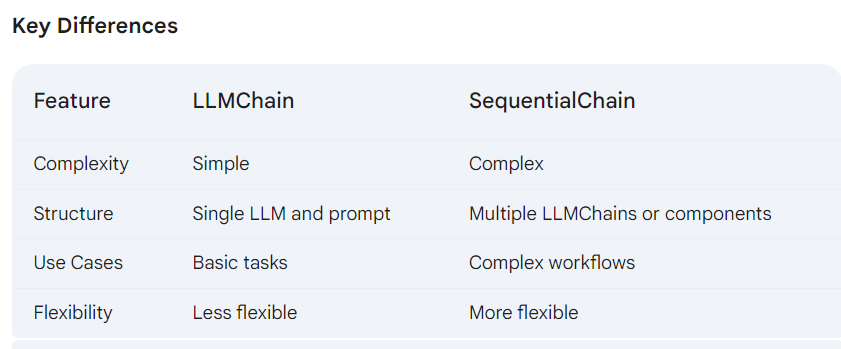 Key Differences
Feature LLMChain SequentialChain
Complexity Simple Complex
Structure Single LLM and prompt Multiple LLMChains or components
Use Cases Basic tasks Complex workflows
Flexibility Less flexible More flexible